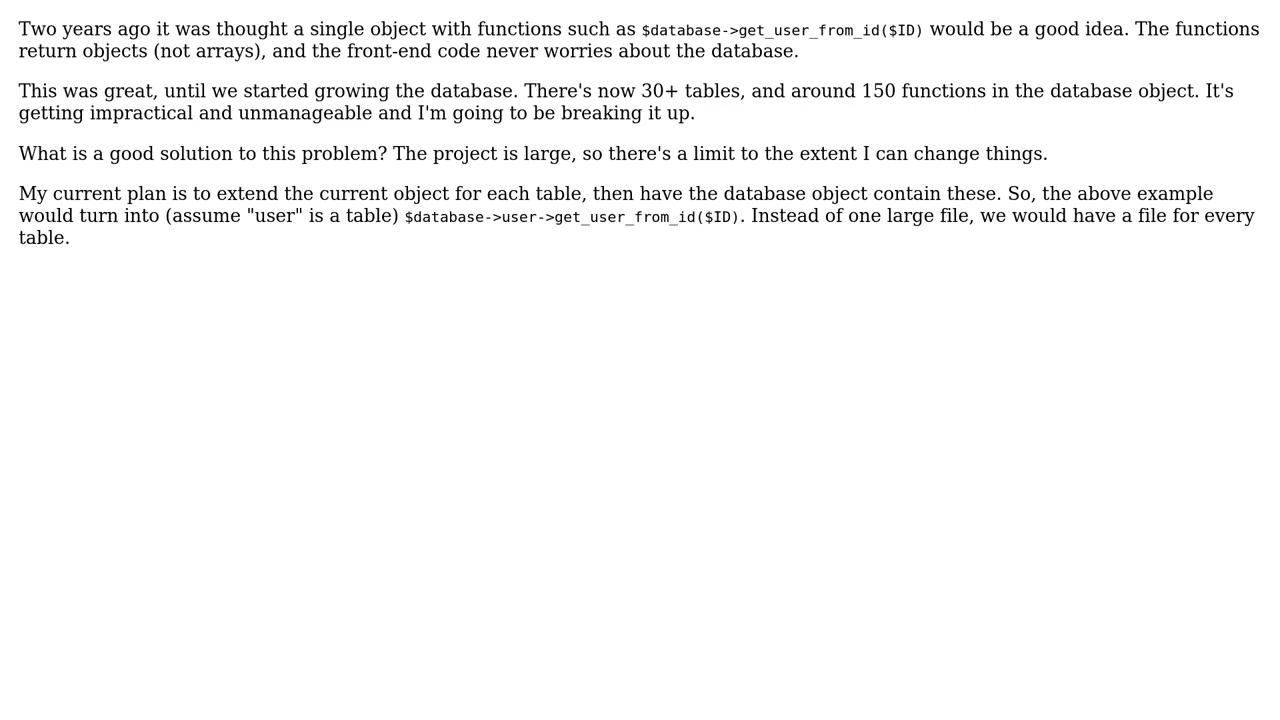 Two years ago it was thought a single object with functions such as $database->get_user_from_id($ID) would be a good idea. The functions
return objects (not arrays), and the front-end code never worries about the database.
This was great, until we started growing the database. There's now 30+ tables, and around 150 functions in the database object. It's
getting impractical and unmanageable and I'm going to be breaking it up.
What is a good solution to this problem? The project is large, so there's a limit to the extent I can change things.
My current plan is to extend the current object for each table, then have the database object contain these. So, the above example
would turn into (assume "user" is a table) $database->user->get_user_from_id($ID). Instead of one large file, we would have a file for every
table.